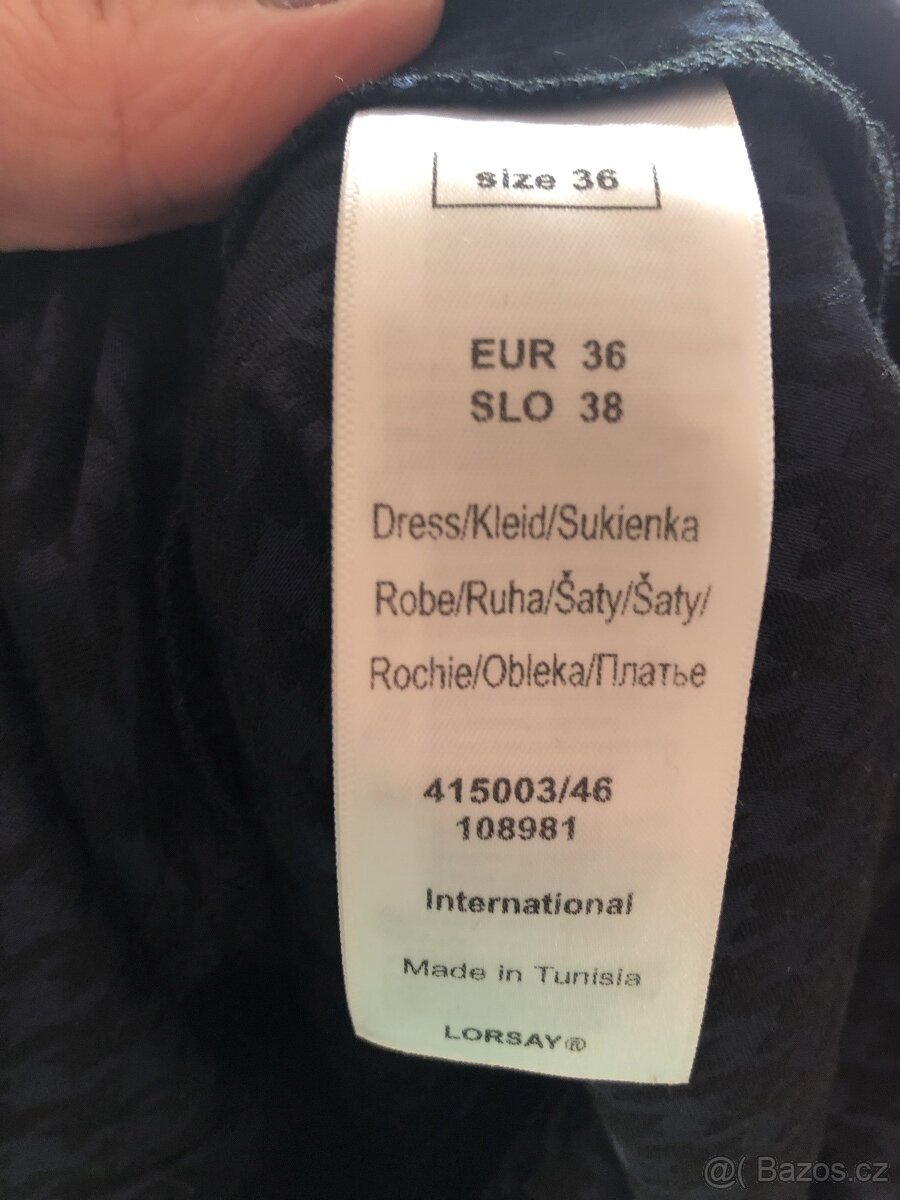 size 36
EUR 36
SLO 38
Dress/Kleid/Sukienka
Robe/Ruha/Šaty/Šaty/
Rochie/Obleka/Платье
415003/46
108981
International
Made in Tunisia
LORSAY®
@( Bazos.cz